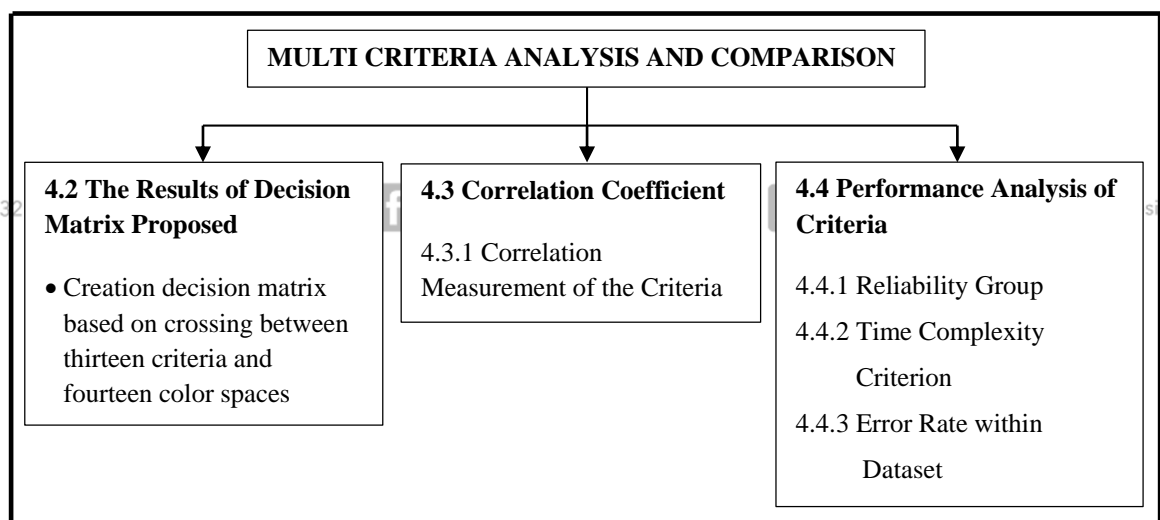 MULTI CRITERIA ANALYSIS AND COMPARISON
4.2 The Results of Decision
Matrix Proposed
• Creation decision matrix
based on crossing between
thirteen criteria and
fourteen color spaces
4.3 Correlation Coefficient
4.3.1 Correlation
Measurement of the Criteria
4.4 Performance Analysis of
Criteria
4.4.1 Reliability Group
4.4.2 Time Complexity
Criterion
4.4.3 Error Rate within
Dataset
32
f
si